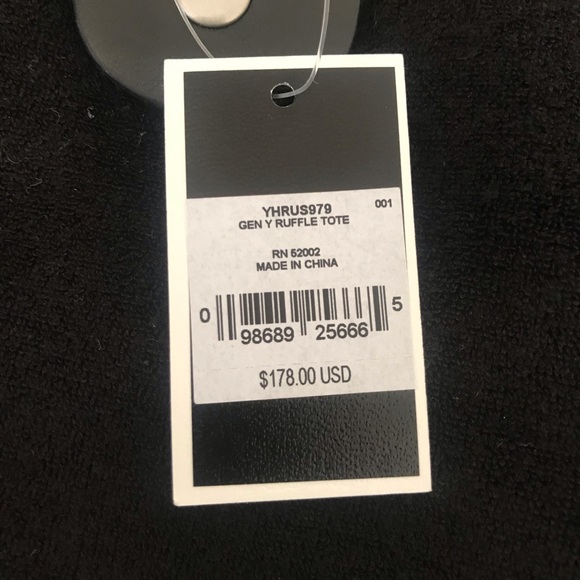 YHRUS979 001
GEN Y RUFFLE TOTE
RN 52002
MADE IN CHINA
0 98689 25666 5
$178.00 USD